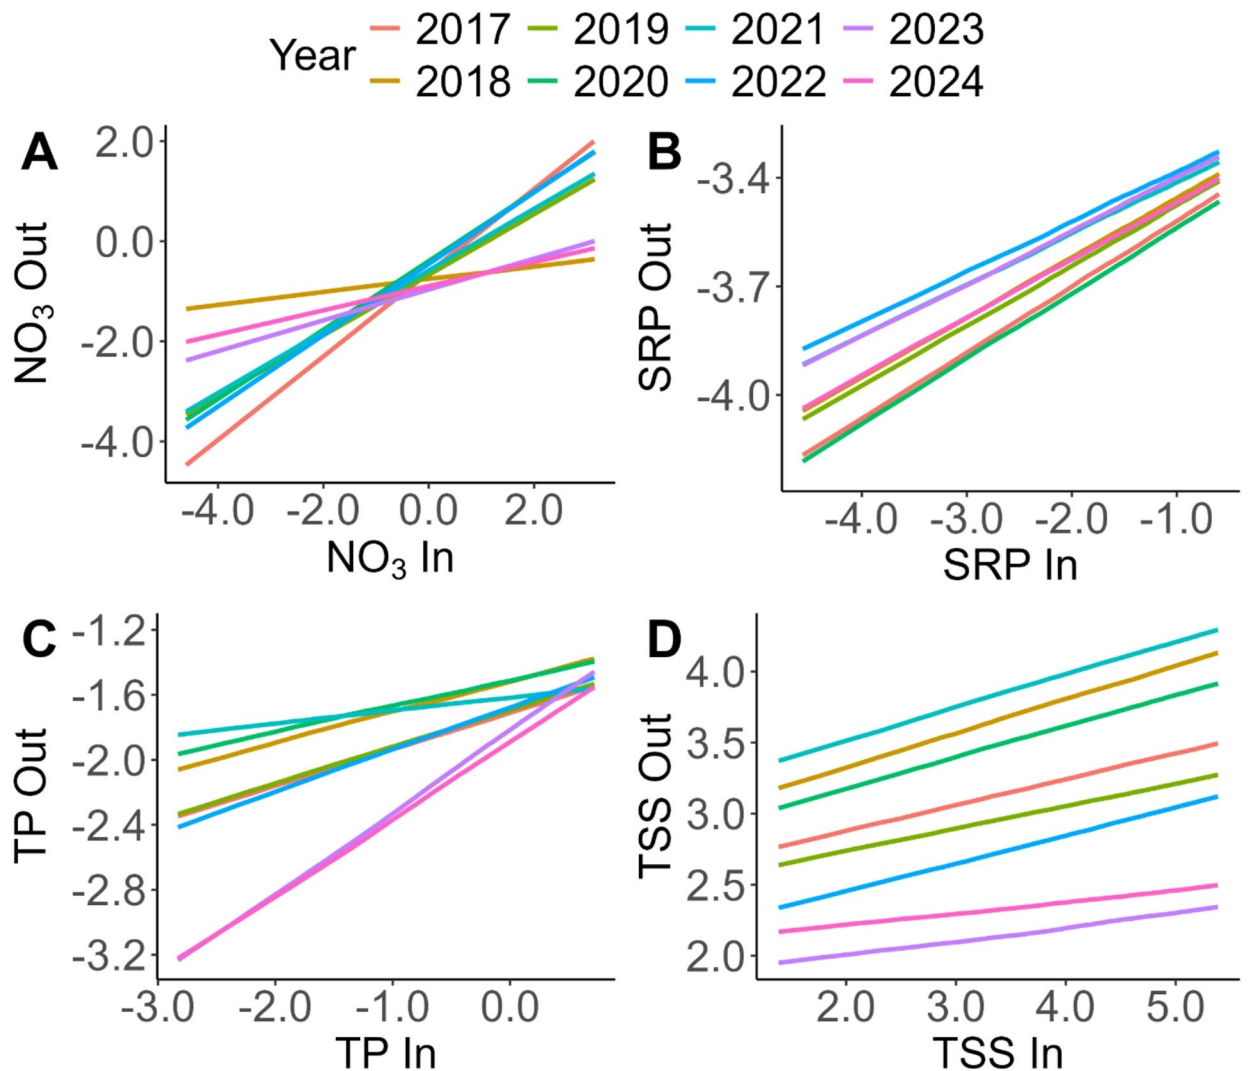 Year 2017 2019 2021 2023
2018 2020 2022 2024
A
NO₃ Out
2.0
0.0
-2.0
-4.0
-4.0 -2.0 0.0 2.0
NO₃ In
B
SRP Out
-3.4
-3.7
-4.0
-4.0 -3.0 -2.0 -1.0
SRP In
C
TP Out
-1.2
-1.6
-2.0
-2.4
-2.8
-3.2
-3.0 -2.0 -1.0 0.0
TP In
D
TSS Out
4.0
3.5
3.0
2.5
2.0
2.0 3.0 4.0 5.0
TSS In